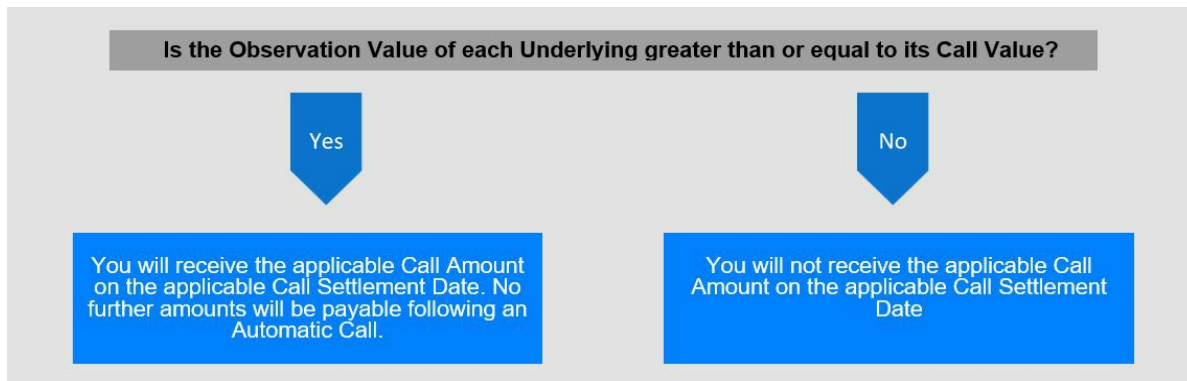 Is the Observation Value of each Underlying greater than or equal to its Call Value?
Yes
No
You will receive the applicable Call Amount
on the applicable Call Settlement Date. No
further amounts will be payable following an
Automatic Call.
You will not receive the applicable Call
Amount on the applicable Call Settlement
Date